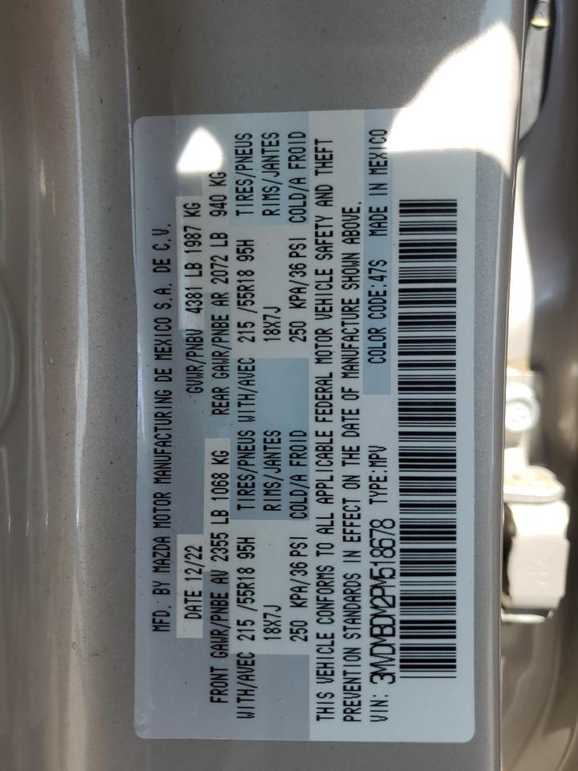 MFD. BY MAZDA MOTOR MANUFACTURING DE MEXICO S.A. DE C.V.
DATE 12/22 GVWR/PNBV 4381 LB 1987 KG
FRONT GAWR/PNBE AV 2355 LB 1068 KG REAR GAWR/PNBE AR 2072 LB 940 KG
WITH/AVEC 215 /55R18 95H TIRES/PNEUS WITH/AVEC 215 /55R18 95H TIRES/PNEUS
18X7J RIMS/JANTES 18X7J RIMS/JANTES
250 KPA/36 PSI COLD/A FROID 250 KPA/36 PSI COLD/A FROID
THIS VEHICLE CONFORMS TO ALL APPLICABLE FEDERAL MOTOR VEHICLE SAFETY AND THEFT
PREVENTION STANDARDS IN EFFECT ON THE DATE OF MANUFACTURE SHOWN ABOVE.
VIN: 3MVDMBDM2PM518678 TYPE:MPV COLOR CODE:47S MADE IN MEXICO